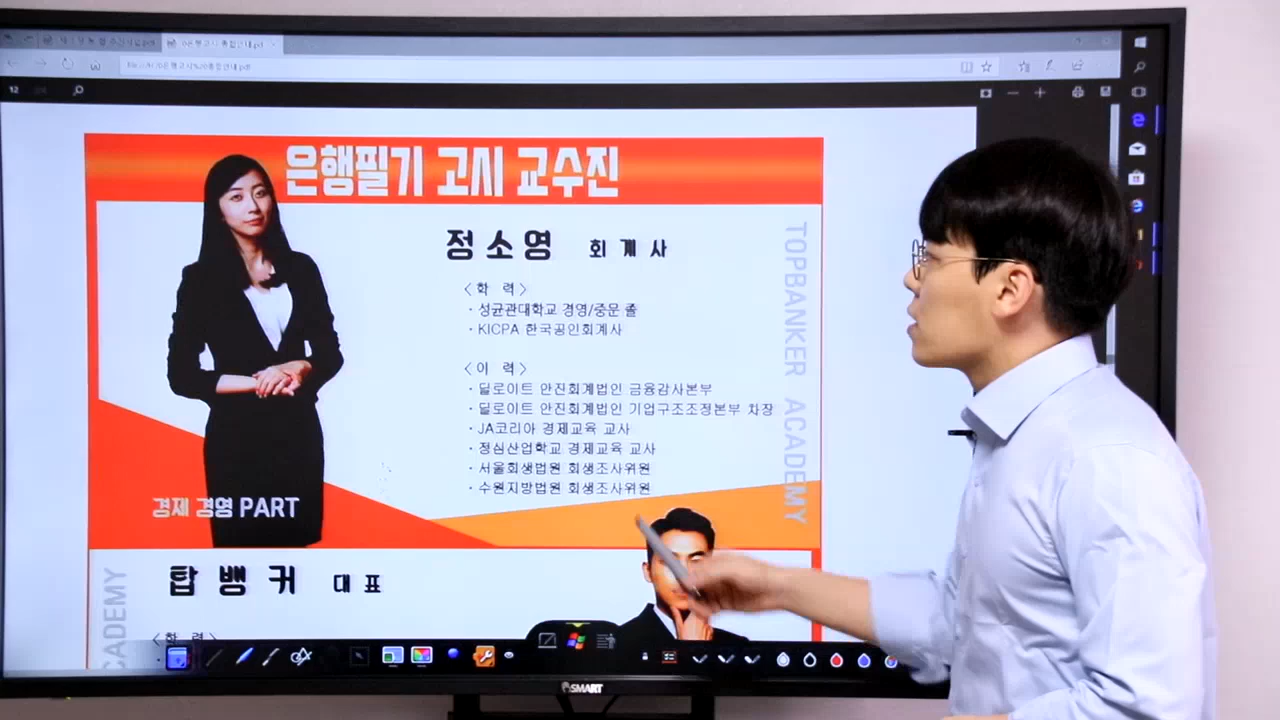 12
은행필기 고시 교수진
정소영 회계사
<학 력>
· 성균관대학교 경영/중문 졸
· KICPA 한국공인회계사
<이 력>
· 딜로이트 안진회계법인 금융감사본부
· 딜로이트 안진회계법인 기업구조조정본부 차장
· JA코리아 경제교육 교사
· 정심산업학교 경제교육 교사
· 서울회생법원 회생조사위원
· 수원지방법원 회생조사위원
TOPBANKER ACADEMY
경제 경영 PART
탑뱅커 대표
<학 력>
ACADEMY
SMART